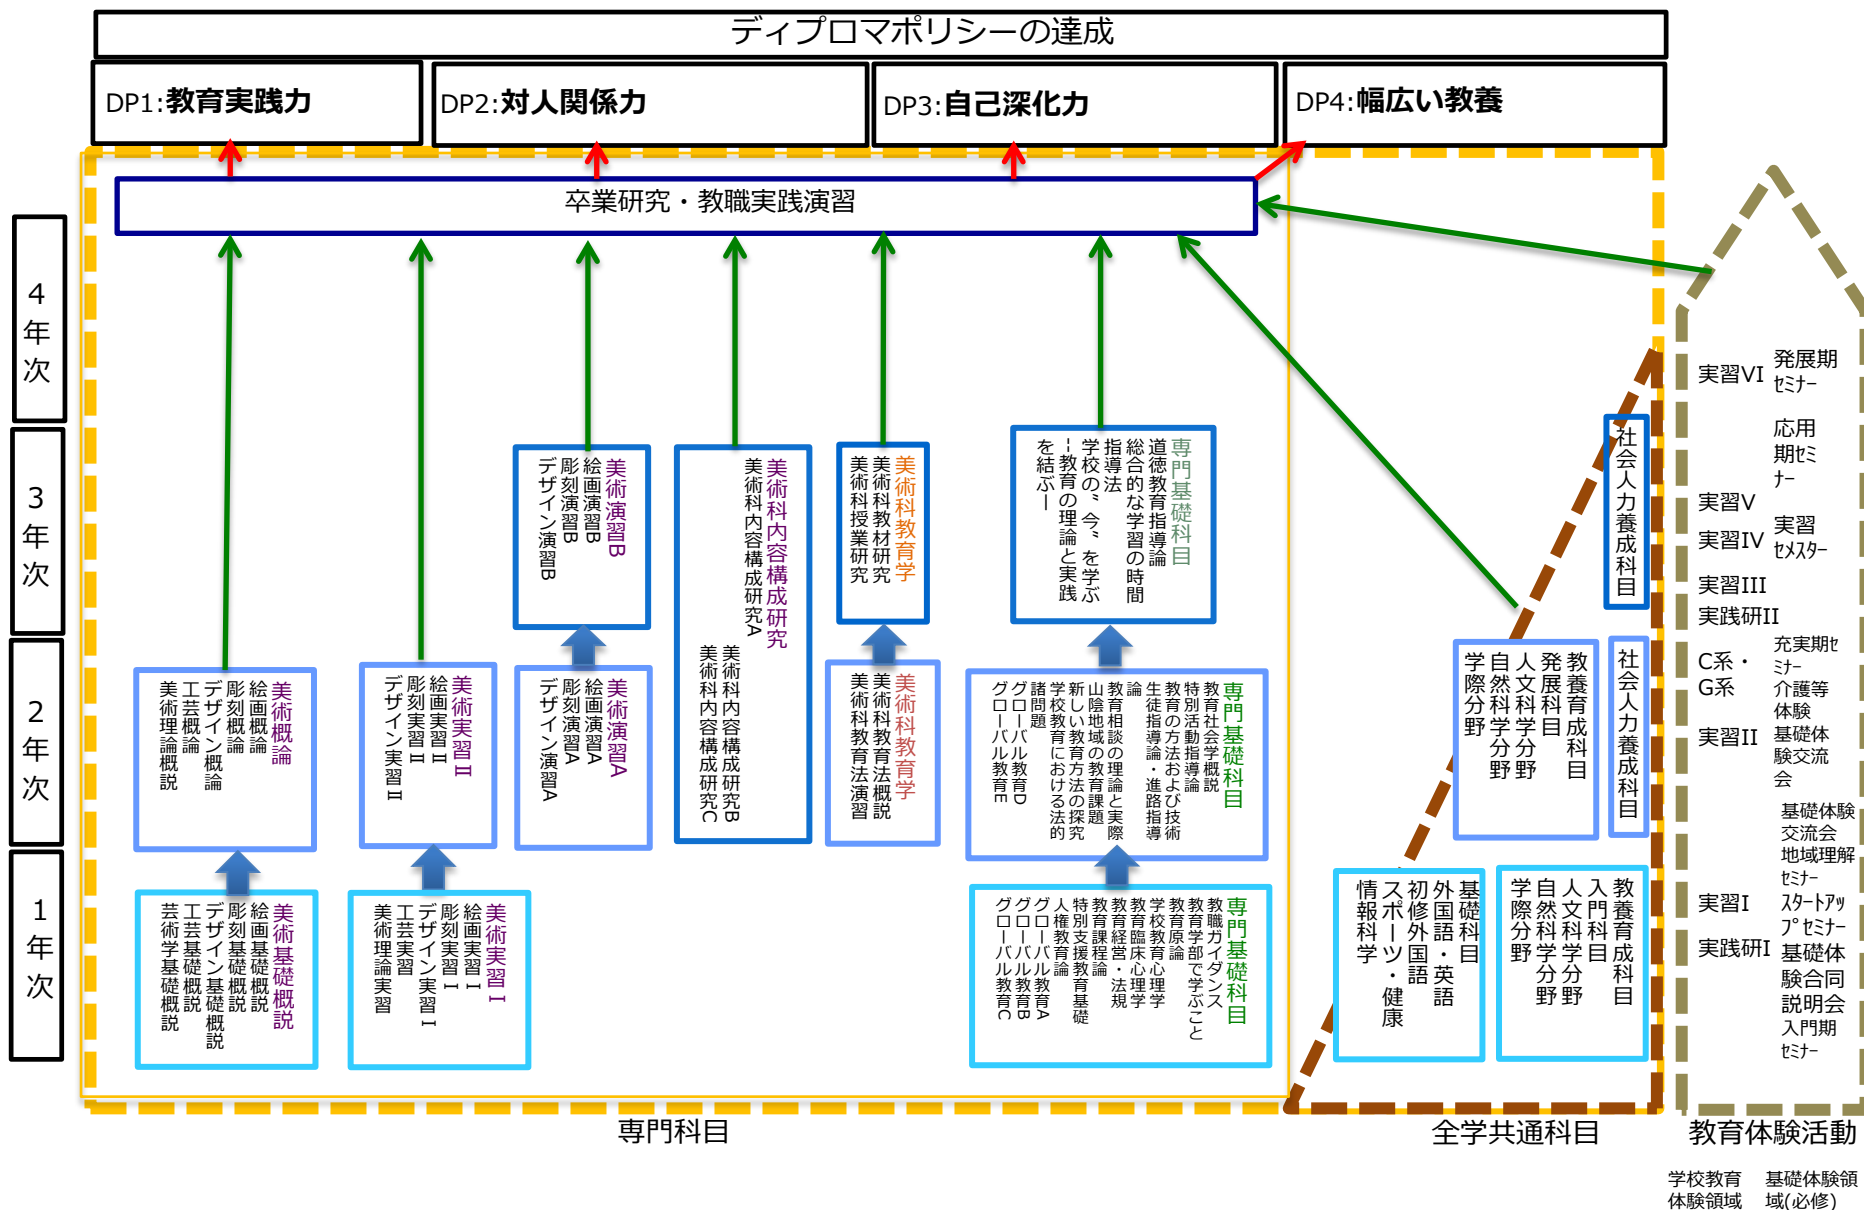 ディプロマポリシーの達成
DP1:教育実践力
DP2:対人関係力
DP3:自己深化力
DP4:幅広い教養
卒業研究・教職実践演習
4年次
3年次
2年次
1年次
美術演習B
絵画演習B
彫刻演習B
デザイン演習B
美術科内容構成研究
美術科内容構成研究A
美術科内容構成研究B
美術科内容構成研究C
美術科教育学
美術科教材研究
美術科授業研究
専門基礎科目
道徳教育指導論
総合的な学習の時間
指導法
学校の〝今〟を学ぶ
ー教育の理論と実践
を結ぶー
社会人力養成科目
美術概論
絵画概論
彫刻概論
デザイン概論
工芸概論
美術理論概説
美術実習Ⅱ
絵画実習Ⅱ
彫刻実習Ⅱ
デザイン実習Ⅱ
美術演習A
絵画演習A
彫刻演習A
デザイン演習A
美術科教育学
美術科教育法概説
美術科教育法演習
専門基礎科目
教育社会学概説
特別活動指導論
教育の方法および技術
生徒指導論・進路指導
論
教育相談の理論と実際
山陰地域の教育課題
新しい教育方法の探究
学校教育における法的
諸問題
グローバル教育D
グローバル教育E
教養育成科目
発展科目
人文科学分野
自然科学分野
学際分野
社会人力養成科目
美術基礎概説
絵画基礎概説
彫刻基礎概説
デザイン基礎概説
工芸基礎概説
芸術学基礎概説
美術実習Ⅰ
絵画実習Ⅰ
彫刻実習Ⅰ
デザイン実習Ⅰ
工芸実習
美術理論実習
専門基礎科目
教職ガイダンス
教育学部で学ぶこと
教育原論
学校教育心理学
教育臨床心理学
教育経営・法規
教育課程論
特別支援教育基礎
人権教育論
グローバル教育A
グローバル教育B
グローバル教育C
基礎科目
外国語・英語
初修外国語
スポーツ・健康
情報科学
教養育成科目
入門科目
人文科学分野
自然科学分野
学際分野
実習VI
実習V
実習IV
実習III
実践研II
C系・
G系
実習II
実習I
実践研I
発展期
セミナー
応用
期セミ
ナー
実習
セメスター
充実期セ
ミナー
介護等
体験
基礎体
験交流
会
基礎体験
交流会
地域理解
セミナー
スタートアッ
プセミナー
基礎体
験合同
説明会
入門期
セミナー
専門科目
全学共通科目
教育体験活動
学校教育
体験領域
基礎体験領
域(必修)